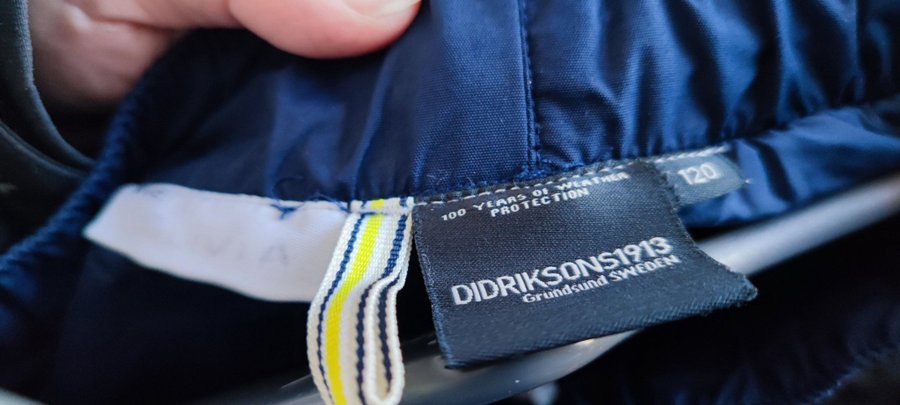 100 YEARS OF WEATHER
PROTECTION
DIDRIKSONS1913
Grundsund SWEDEN
120